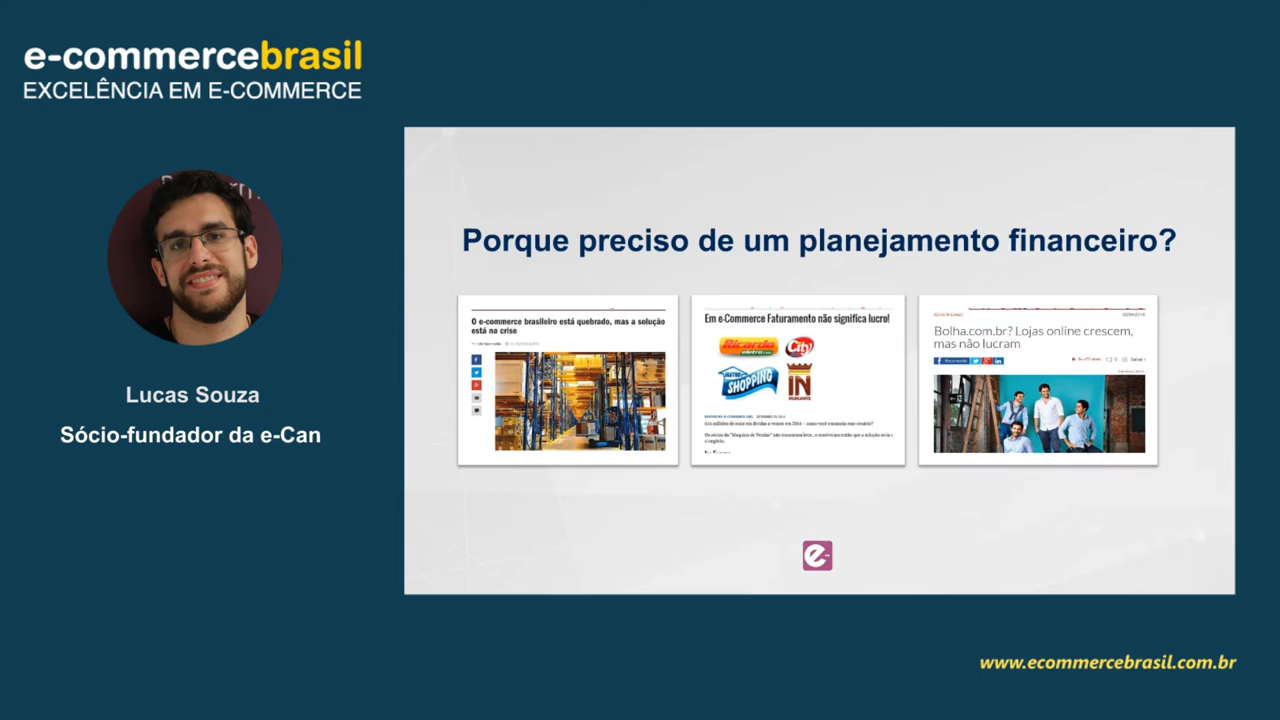 e-commercebrasil
EXCELÊNCIA EM E-COMMERCE
Lucas Souza
Sócio-fundador da e-Can
Porque preciso de um planejamento financeiro?
O e-commerce brasileiro está quebrado, mas a solução
está na crise
Em e-Commerce Faturamento não significa lucro!
Ricardo
eletro.com
City
SHOPPING
IN
Bolha.com.br? Lojas online crescem,
mas não lucram
e-
www.ecommercebrasil.com.br